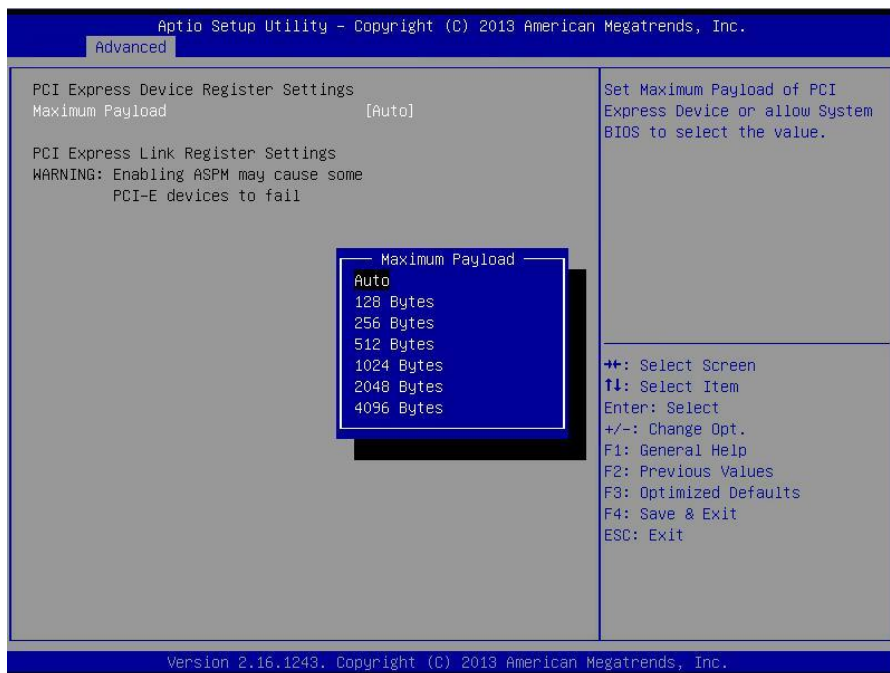 Aptio Setup Utility – Copyright (C) 2013 American Megatrends, Inc.
Advanced
PCI Express Device Register Settings
Maximum Payload [Auto]
PCI Express Link Register Settings
WARNING: Enabling ASPM may cause some
PCI-E devices to fail
Maximum Payload
Auto
128 Bytes
256 Bytes
512 Bytes
1024 Bytes
2048 Bytes
4096 Bytes
Set Maximum Payload of PCI
Express Device or allow System
BIOS to select the value.
→←: Select Screen
↑↓: Select Item
Enter: Select
+/-: Change Opt.
F1: General Help
F2: Previous Values
F3: Optimized Defaults
F4: Save & Exit
ESC: Exit
Version 2.16.1243. Copyright (C) 2013 American Megatrends, Inc.